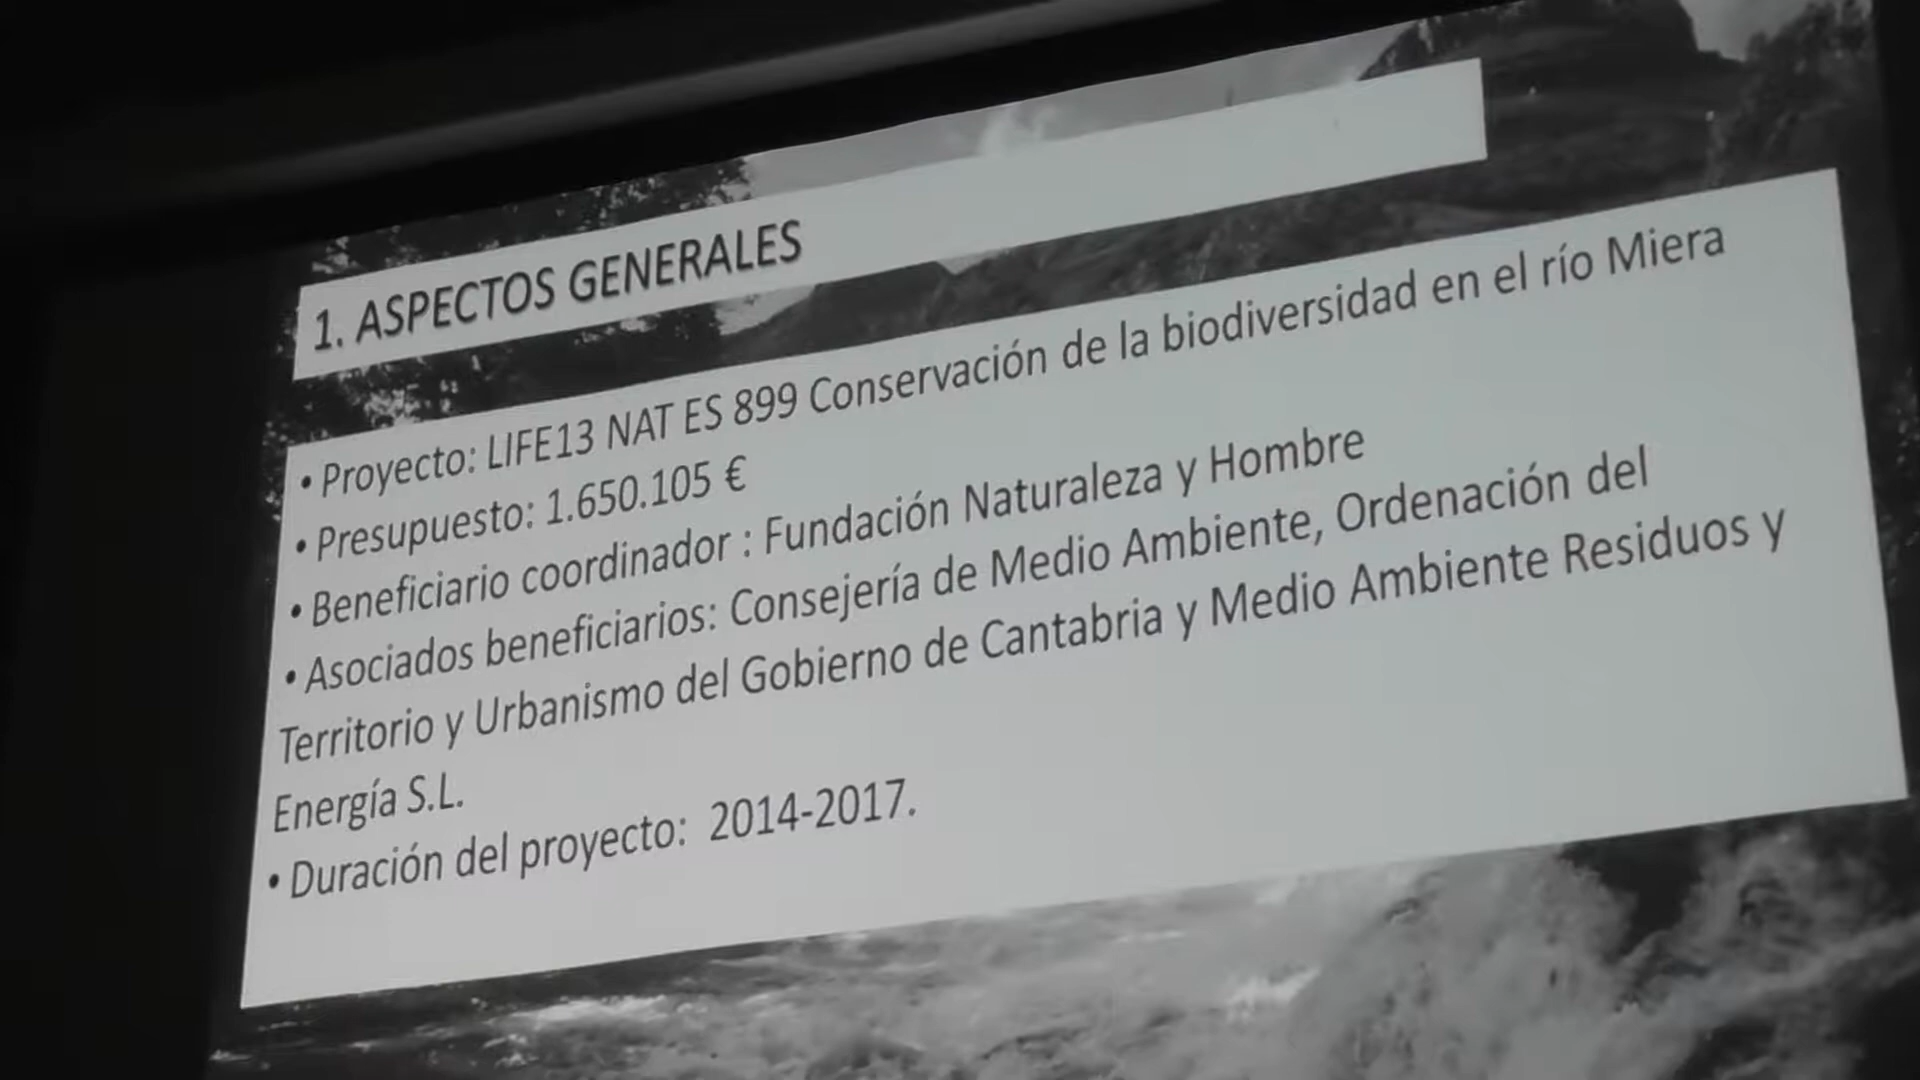 1. ASPECTOS GENERALES
• Proyecto: LIFE13 NAT ES 899 Conservación de la biodiversidad en el río Miera
• Presupuesto: 1.650.105 €
• Beneficiario coordinador : Fundación Naturaleza y Hombre
• Asociados beneficiarios: Consejería de Medio Ambiente, Ordenación del
Territorio y Urbanismo del Gobierno de Cantabria y Medio Ambiente Residuos y
Energía S.L.
• Duración del proyecto: 2014-2017.